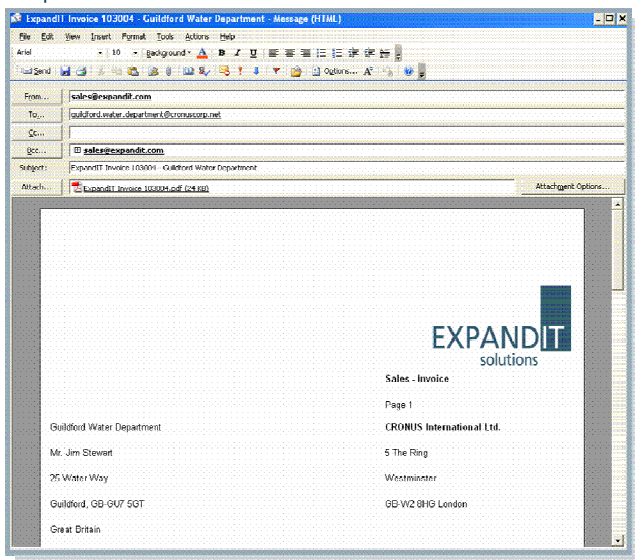 ExpandIT Invoice 103004 - Guildford Water Department - Message (HTML)
File Edit View Insert Format Tools Actions Help
Arial 10 Background A B I U
Send Options... A
From... sales@expandit.com
To... guildford.water.department@cronuscorp.net
Cc...
Bcc... sales@expandit.com
Subject: ExpandIT Invoice 103004 - Guildford Water Department
Attach... ExpandIT Invoice 103004.pdf (24 KB) Attachment Options...
EXPANDIT
solutions
Sales - Invoice
Page 1
Guildford Water Department CRONUS International Ltd.
Mr. Jim Stewart 5 The Ring
25 Water Way Westminster
Guildford, GB-GU7 5GT GB-W2 8HG London
Great Britain